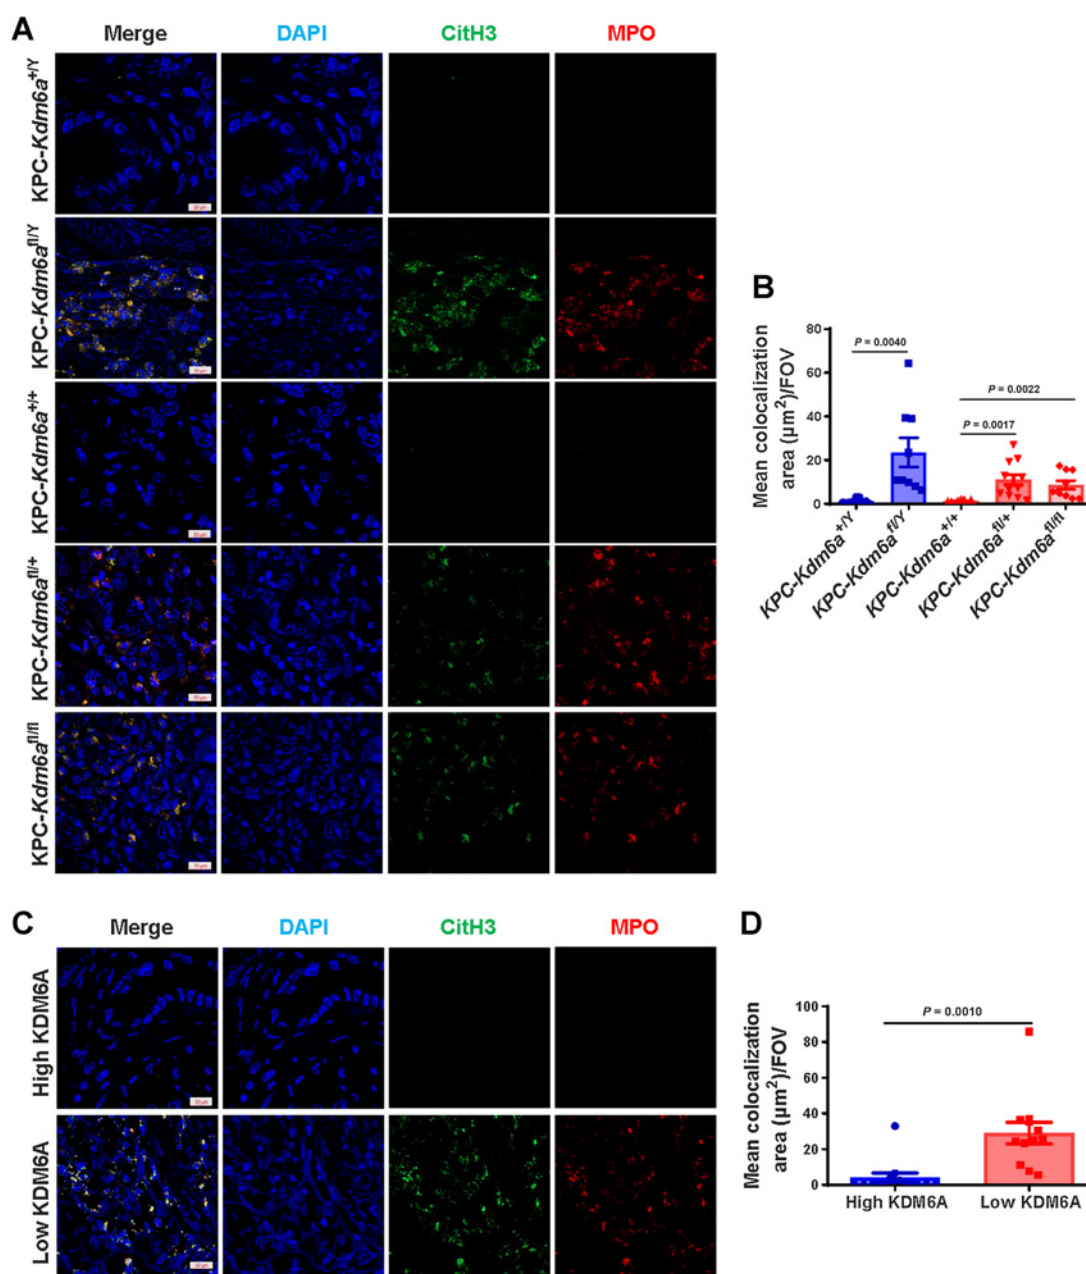 A
Merge DAPI CitH3 MPO
KPC-Kdm6a+/Y
KPC-Kdm6afl/Y
KPC-Kdm6a+/+
KPC-Kdm6afl/+
KPC-Kdm6afl/fl
B
Mean colocalization
area (µm²)/FOV
80
60
40
20
0
P = 0.0040
P = 0.0022
P = 0.0017
KPC-Kdm6a+/Y
KPC-Kdm6afl/Y
KPC-Kdm6a+/+
KPC-Kdm6afl/+
KPC-Kdm6afl/fl
C
Merge DAPI CitH3 MPO
High KDM6A
Low KDM6A
D
Mean colocalization
area (µm²)/FOV
100
80
60
40
20
0
P = 0.0010
High KDM6A Low KDM6A